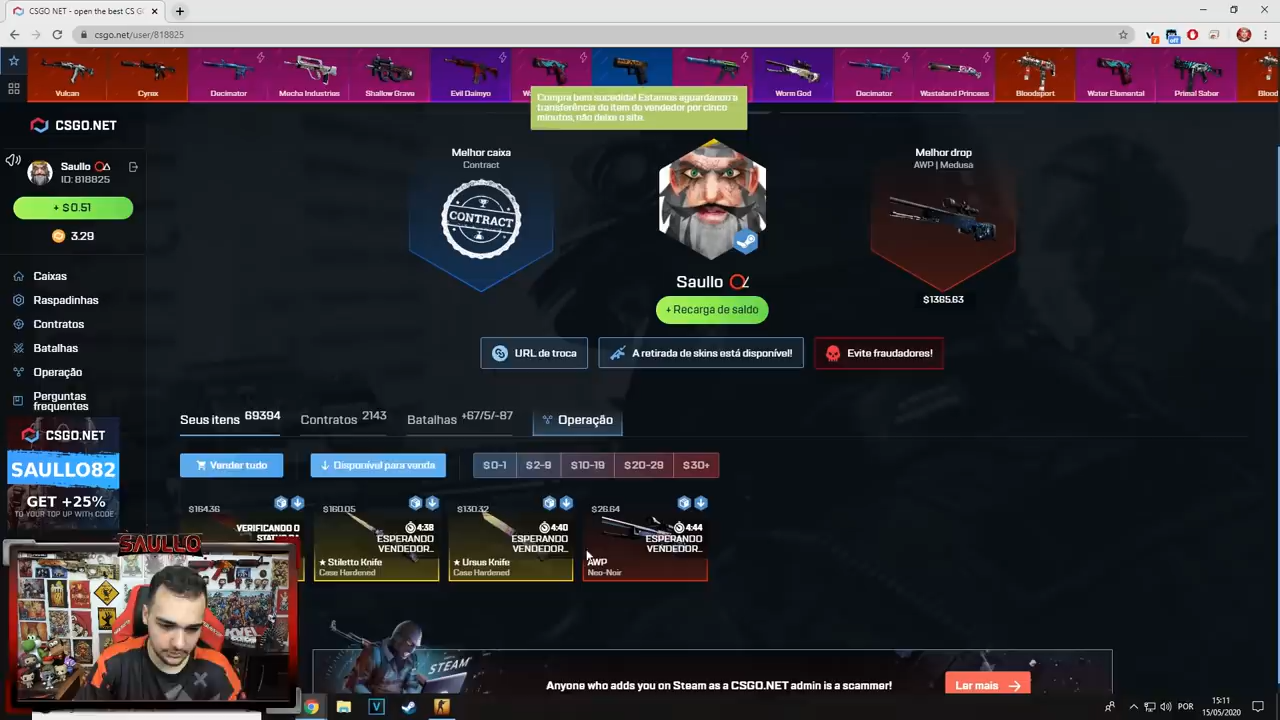 CSGO.NET - open the best CS G
csgo.net/user/818825
Vulcan
Cyrex
Decimator
Mecha Industries
Shallow Grave
Evil Daimyo
Worm God
Decimator
Wasteland Princess
Bloodsport
Water Elemental
Primal Saber
Compra bem sucedida! Estamos aguardando a
transferência do item do vendedor por cinco
minutos, não deixe o site.
CSGO.NET
Saullo
ID: 818825
+ $0.51
3.29
Caixas
Raspadinhas
Contratos
Batalhas
Operação
Perguntas
frequentes
CSGO.NET
SAULLO82
GET +25%
TO YOUR TOP UP WITH CODE
Melhor caixa
Contract
CONTRACT
Saullo
+ Recarga de saldo
Melhor drop
AWP | Medusa
$1365.63
URL de troca
A retirada de skins está disponível!
Evite fraudadores!
Seus itens 69394
Contratos 2143
Batalhas +67/5/-87
Operação
Vender tudo
Disponível para venda
$0-1
$2-9
$10-19
$20-29
$30+
$164.36
VERIFICANDO O
$160.05
4:38
ESPERANDO
VENDEDOR...
★ Stiletto Knife
Case Hardened
$130.32
4:40
ESPERANDO
VENDEDOR...
★ Ursus Knife
Case Hardened
$26.64
4:44
ESPERANDO
VENDEDOR...
AWP
Neo-Noir
SAULLO
STEAM
Anyone who adds you on Steam as a CSGO.NET admin is a scammer!
Ler mais
POR
15:11
15/05/2020